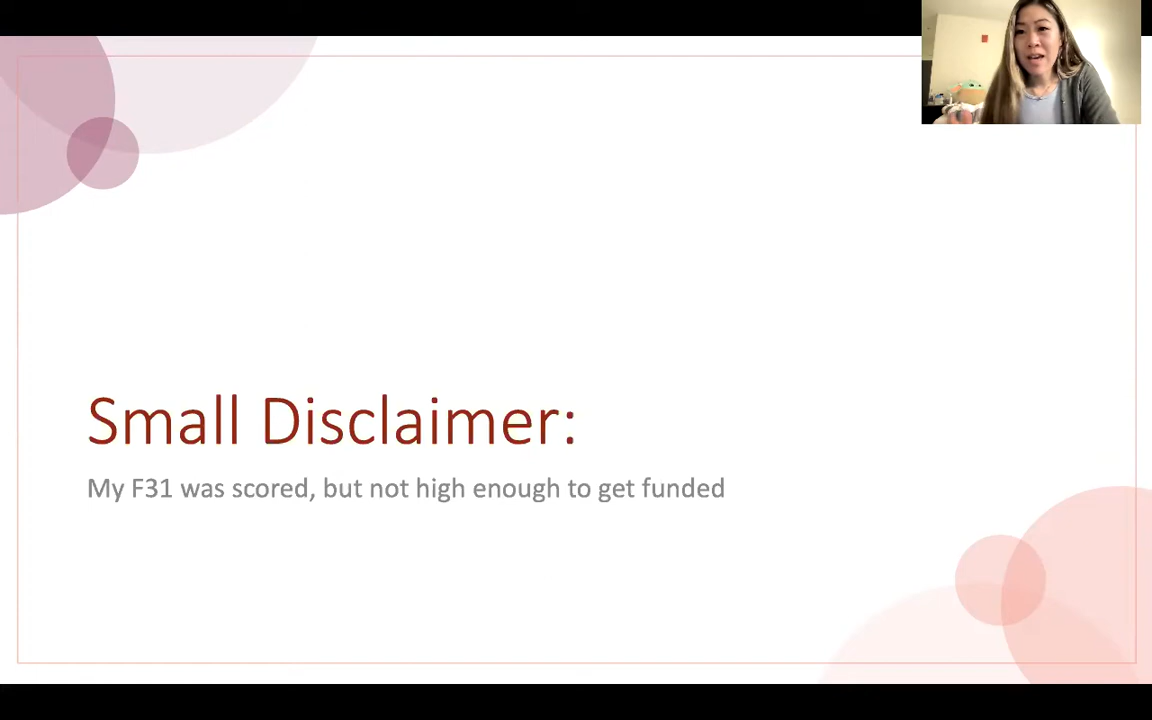 Small Disclaimer:
My F31 was scored, but not high enough to get funded